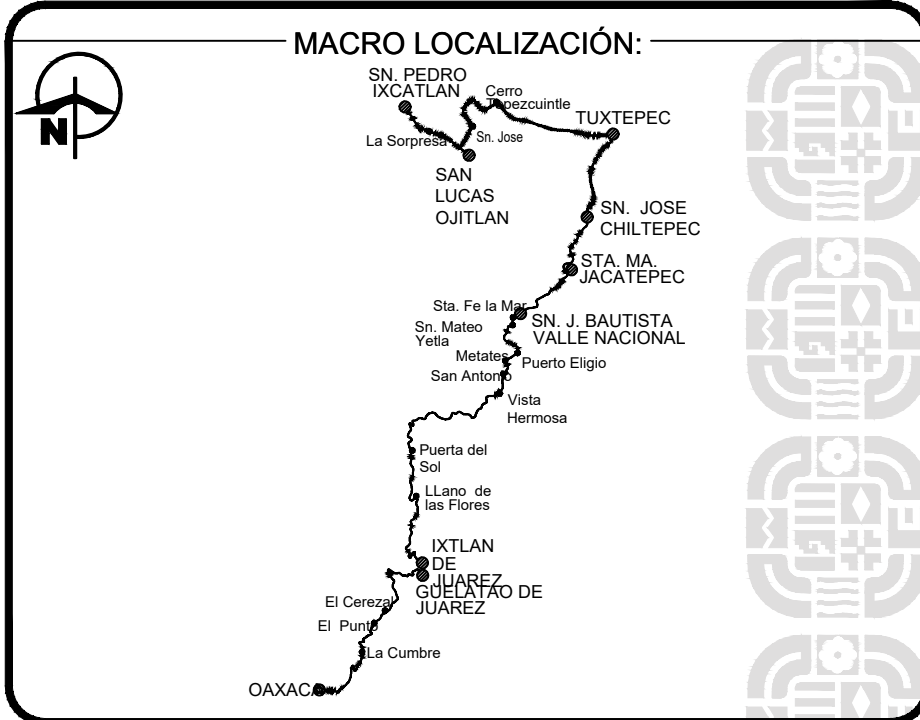 MACRO LOCALIZACIÓN:
N
SN. PEDRO
IXCATLAN
Cerro
Tepezcuintle
TUXTEPEC
La Sorpresa
Sn. Jose
SAN
LUCAS
OJITLAN
SN. JOSE
CHILTEPEC
STA. MA.
JACATEPEC
Sta. Fe la Mar
SN. J. BAUTISTA
VALLE NACIONAL
Sn. Mateo
Yetla
Metates
Puerto Eligio
San Antonio
Vista
Hermosa
Puerta del
Sol
LLano de
las Flores
IXTLAN
DE
JUAREZ
GUELATAO DE
JUAREZ
El Cerezal
El Punto
La Cumbre
OAXACA